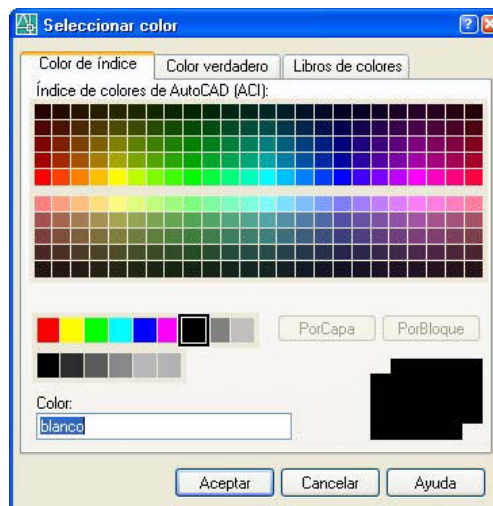 Seleccionar color
Color de índice Color verdadero Libros de colores
Índice de colores de AutoCAD (ACI):
PorCapa PorBloque
Color:
blanco
Aceptar Cancelar Ayuda